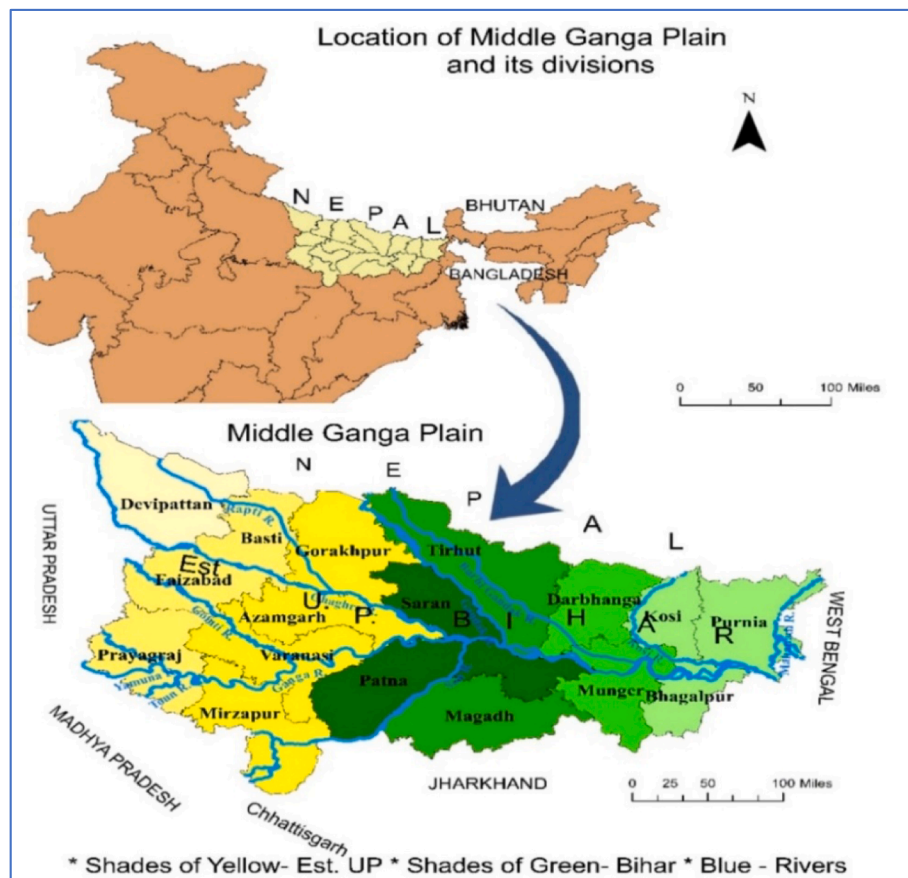 Location of Middle Ganga Plain
and its divisions
N
N E P A L
BHUTAN
BANGLADESH
0 50 100 Miles
Middle Ganga Plain
N E P A L
UTTAR PRADESH
Devipattan
Rapti R.
Basti
Gorakhpur
Tirhut
Est
Faizabad
Ghaghra
Saran
Darbhanga
Kosi
Purnia
WEST BENGAL
U. P.
B I H A R
Azamgarh
Gomti R.
Varanasi
Prayagraj
Yamuna R.
Ganga R.
Patna
Munger
Bhagalpur
Mirzapur
Magadh
MADHYA PRADESH
JHARKHAND
Chhattisgarh
0 25 50 100 Miles
* Shades of Yellow- Est. UP * Shades of Green- Bihar * Blue - Rivers